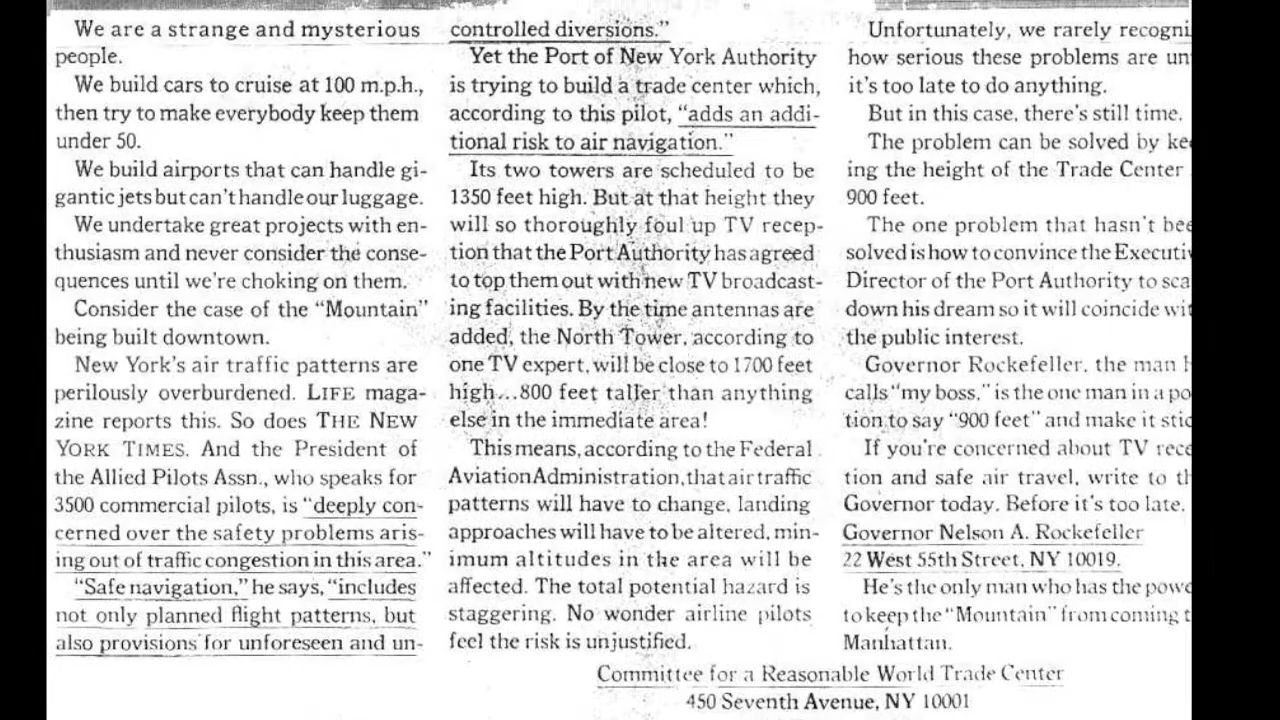 We are a strange and mysterious
people.
We build cars to cruise at 100 m.p.h.,
then try to make everybody keep them
under 50.
We build airports that can handle gi-
gantic jets but can't handle our luggage.
We undertake great projects with en-
thusiasm and never consider the conse-
quences until we're choking on them.
Consider the case of the "Mountain"
being built downtown.
New York's air traffic patterns are
perilously overburdened. LIFE maga-
zine reports this. So does THE NEW
YORK TIMES. And the President of
the Allied Pilots Assn., who speaks for
3500 commercial pilots, is "deeply con-
cerned over the safety problems aris-
ing out of traffic congestion in this area."
"Safe navigation," he says, "includes
not only planned flight patterns, but
also provisions for unforeseen and un-
controlled diversions."
Yet the Port of New York Authority
is trying to build a trade center which,
according to this pilot, "adds an addi-
tional risk to air navigation."
Its two towers are scheduled to be
1350 feet high. But at that height they
will so thoroughly foul up TV recep-
tion that the Port Authority has agreed
to top them out with new TV broadcast-
ing facilities. By the time antennas are
added, the North Tower, according to
one TV expert, will be close to 1700 feet
high...800 feet taller than anything
else in the immediate area!
This means, according to the Federal
Aviation Administration, that air traffic
patterns will have to change, landing
approaches will have to be altered, min-
imum altitudes in the area will be
affected. The total potential hazard is
staggering. No wonder airline pilots
feel the risk is unjustified.
Unfortunately, we rarely recogni
how serious these problems are un
it's too late to do anything.
But in this case, there's still time.
The problem can be solved by kee
ing the height of the Trade Center
900 feet.
The one problem that hasn't bee
solved is how to convince the Executiv
Director of the Port Authority to sca
down his dream so it will coincide wit
the public interest.
Governor Rockefeller, the man h
calls "my boss," is the one man in a po
tion to say "900 feet" and make it stic
If you're concerned about TV rece
tion and safe air travel, write to th
Governor today. Before it's too late.
Governor Nelson A. Rockefeller
22 West 55th Street, NY 10019.
He's the only man who has the powe
to keep the "Mountain" from coming t
Manhattan.
Committee for a Reasonable World Trade Center
450 Seventh Avenue, NY 10001